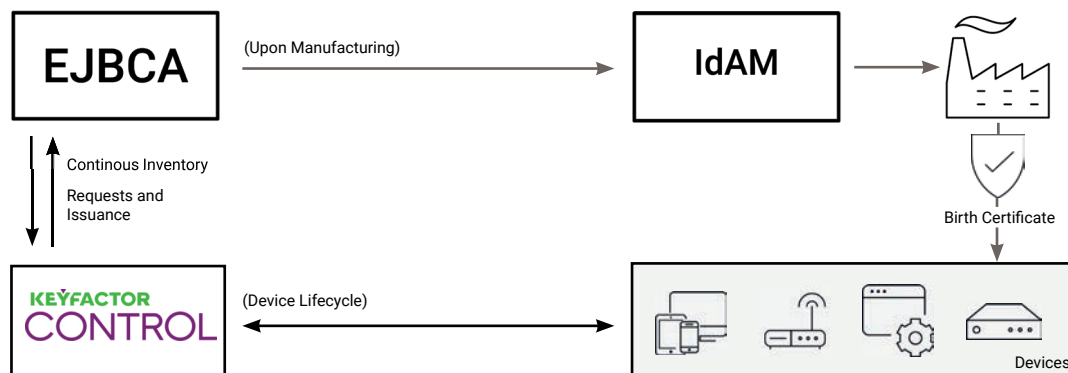 EJBCA
(Upon Manufacturing)
IdAM
Continous Inventory
Requests and
Issuance
Birth Certificate
KEYFACTOR
CONTROL
(Device Lifecycle)
Devices